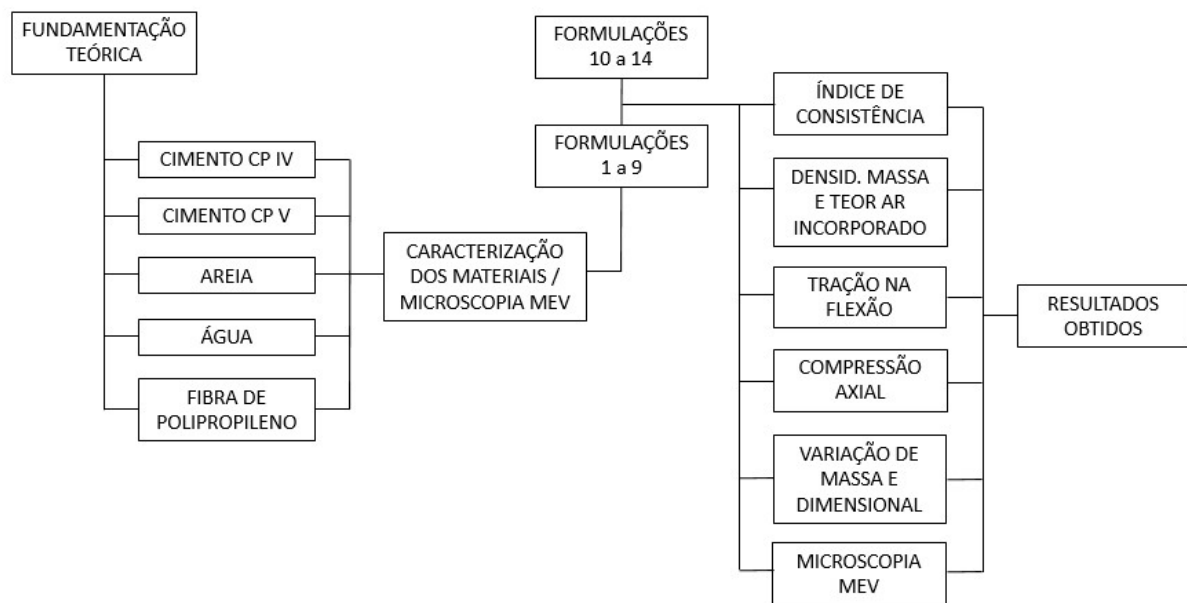 FUNDAMENTAÇÃO
TEÓRICA
CIMENTO CP IV
CIMENTO CP V
AREIA
ÁGUA
FIBRA DE
POLIPROPILENO
CARACTERIZAÇÃO
DOS MATERIAIS /
MICROSCOPIA MEV
FORMULAÇÕES
10 a 14
FORMULAÇÕES
1 a 9
ÍNDICE DE
CONSISTÊNCIA
DENSID. MASSA
E TEOR AR
INCORPORADO
TRAÇÃO NA
FLEXÃO
COMPRESSÃO
AXIAL
VARIAÇÃO DE
MASSA E
DIMENSIONAL
MICROSCOPIA
MEV
RESULTADOS
OBTIDOS